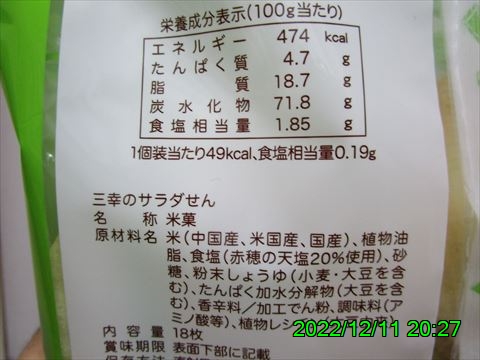 栄養成分表示(100g当たり)
エネルギー 474 kcal
たんぱく質 4.7 g
脂質 18.7 g
炭水化物 71.8 g
食塩相当量 1.85 g
1個装当たり49kcal、食塩相当量0.19g
三幸のサラダせん
名称 米菓
原材料名 米(中国産、米国産、国産)、植物油
脂、食塩(赤穂の天塩20%使用)、砂
糖、粉末しょうゆ(小麦・大豆を含
む)、たんぱく加水分解物(大豆を含
む)、香辛料/加工でん粉、調味料(ア
ミノ酸等)、植物レシ
内容量 18枚
賞味期限 表面下部に記載
保存方法
2022/12/11 20:27